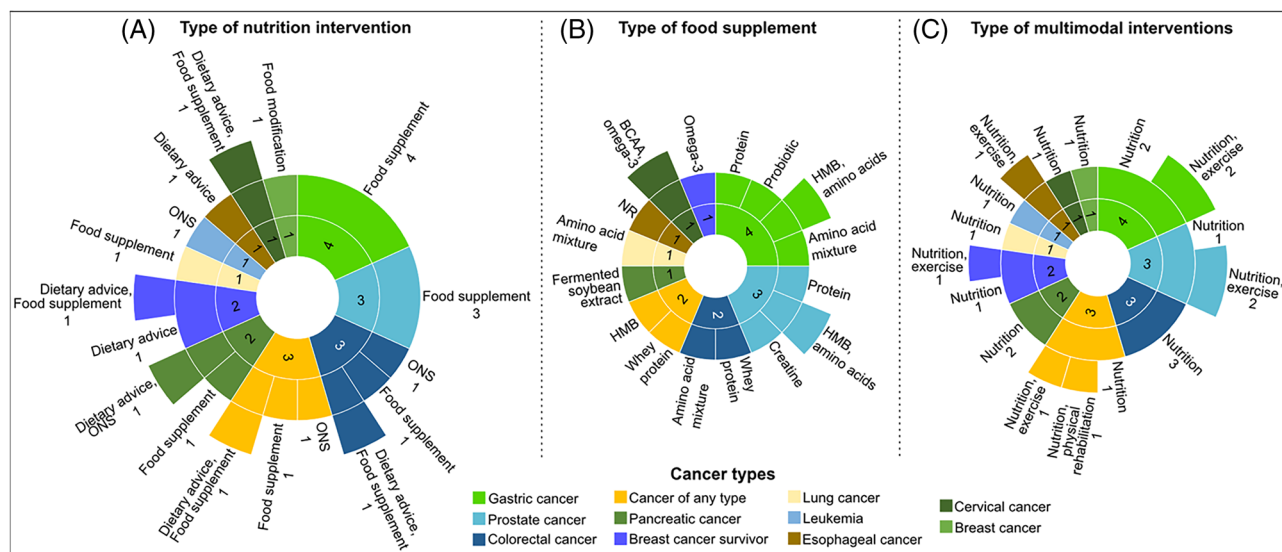 (A) Type of nutrition intervention
Food supplement
4
Food supplement
3
ONS
1
Food supplement
1
Dietary advice,
Food supplement
1
ONS
1
Food supplement
1
Dietary advice,
Food supplement
1
Food supplement
1
Dietary advice,
ONS
1
Dietary advice
1
Dietary advice,
Food supplement
1
Food supplement
1
ONS
1
Dietary advice
1
Dietary advice,
Food supplement
1
Food modification
1
4
3
3
3
2
2
1
1
1
1
1
(B) Type of food supplement
Protein
Probiotic
HMB,
amino acids
Amino acid
mixture
Protein
HMB,
amino acids
Creatine
Whey
protein
Amino acid
mixture
Whey
protein
HMB
Fermented
soybean
extract
Amino acid
mixture
NR
BCAA,
omega-3
Omega-3
4
3
2
2
1
1
1
1
1
(C) Type of multimodal interventions
Nutrition
2
Nutrition,
exercise
2
Nutrition
1
Nutrition,
exercise
2
Nutrition
3
Nutrition
1
Nutrition,
physical
rehabilitation
1
Nutrition,
exercise
1
Nutrition
2
Nutrition
1
Nutrition,
exercise
1
Nutrition
1
Nutrition
1
Nutrition,
exercise
1
Nutrition
1
Nutrition
1
4
3
3
3
2
2
1
1
1
1
1
Cancer types
Gastric cancer
Prostate cancer
Colorectal cancer
Cancer of any type
Pancreatic cancer
Breast cancer survivor
Lung cancer
Leukemia
Esophageal cancer
Cervical cancer
Breast cancer